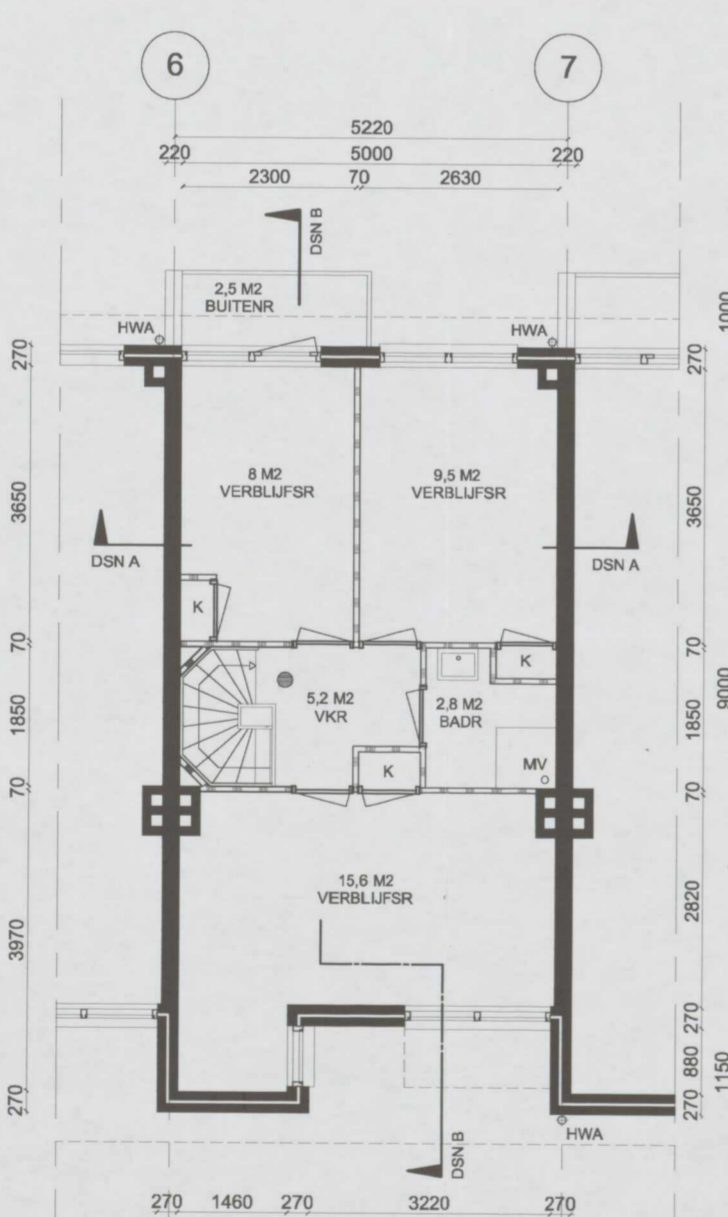 6
7
5220
220
5000
220
2300
70
2630
DSN B
2,5 M2
BUITENR
1000
HWA
HWA
270
270
8 M2
VERBLIJFSR
9,5 M2
VERBLIJFSR
3650
3650
DSN A
DSN A
K
70
70
K
5,2 M2
VKR
2,8 M2
BADR
9000
1850
1850
K
MV
70
70
15,6 M2
VERBLIJFSR
2820
3970
270
880
1150
270
270
HWA
DSN B
270
1460
270
3220
270